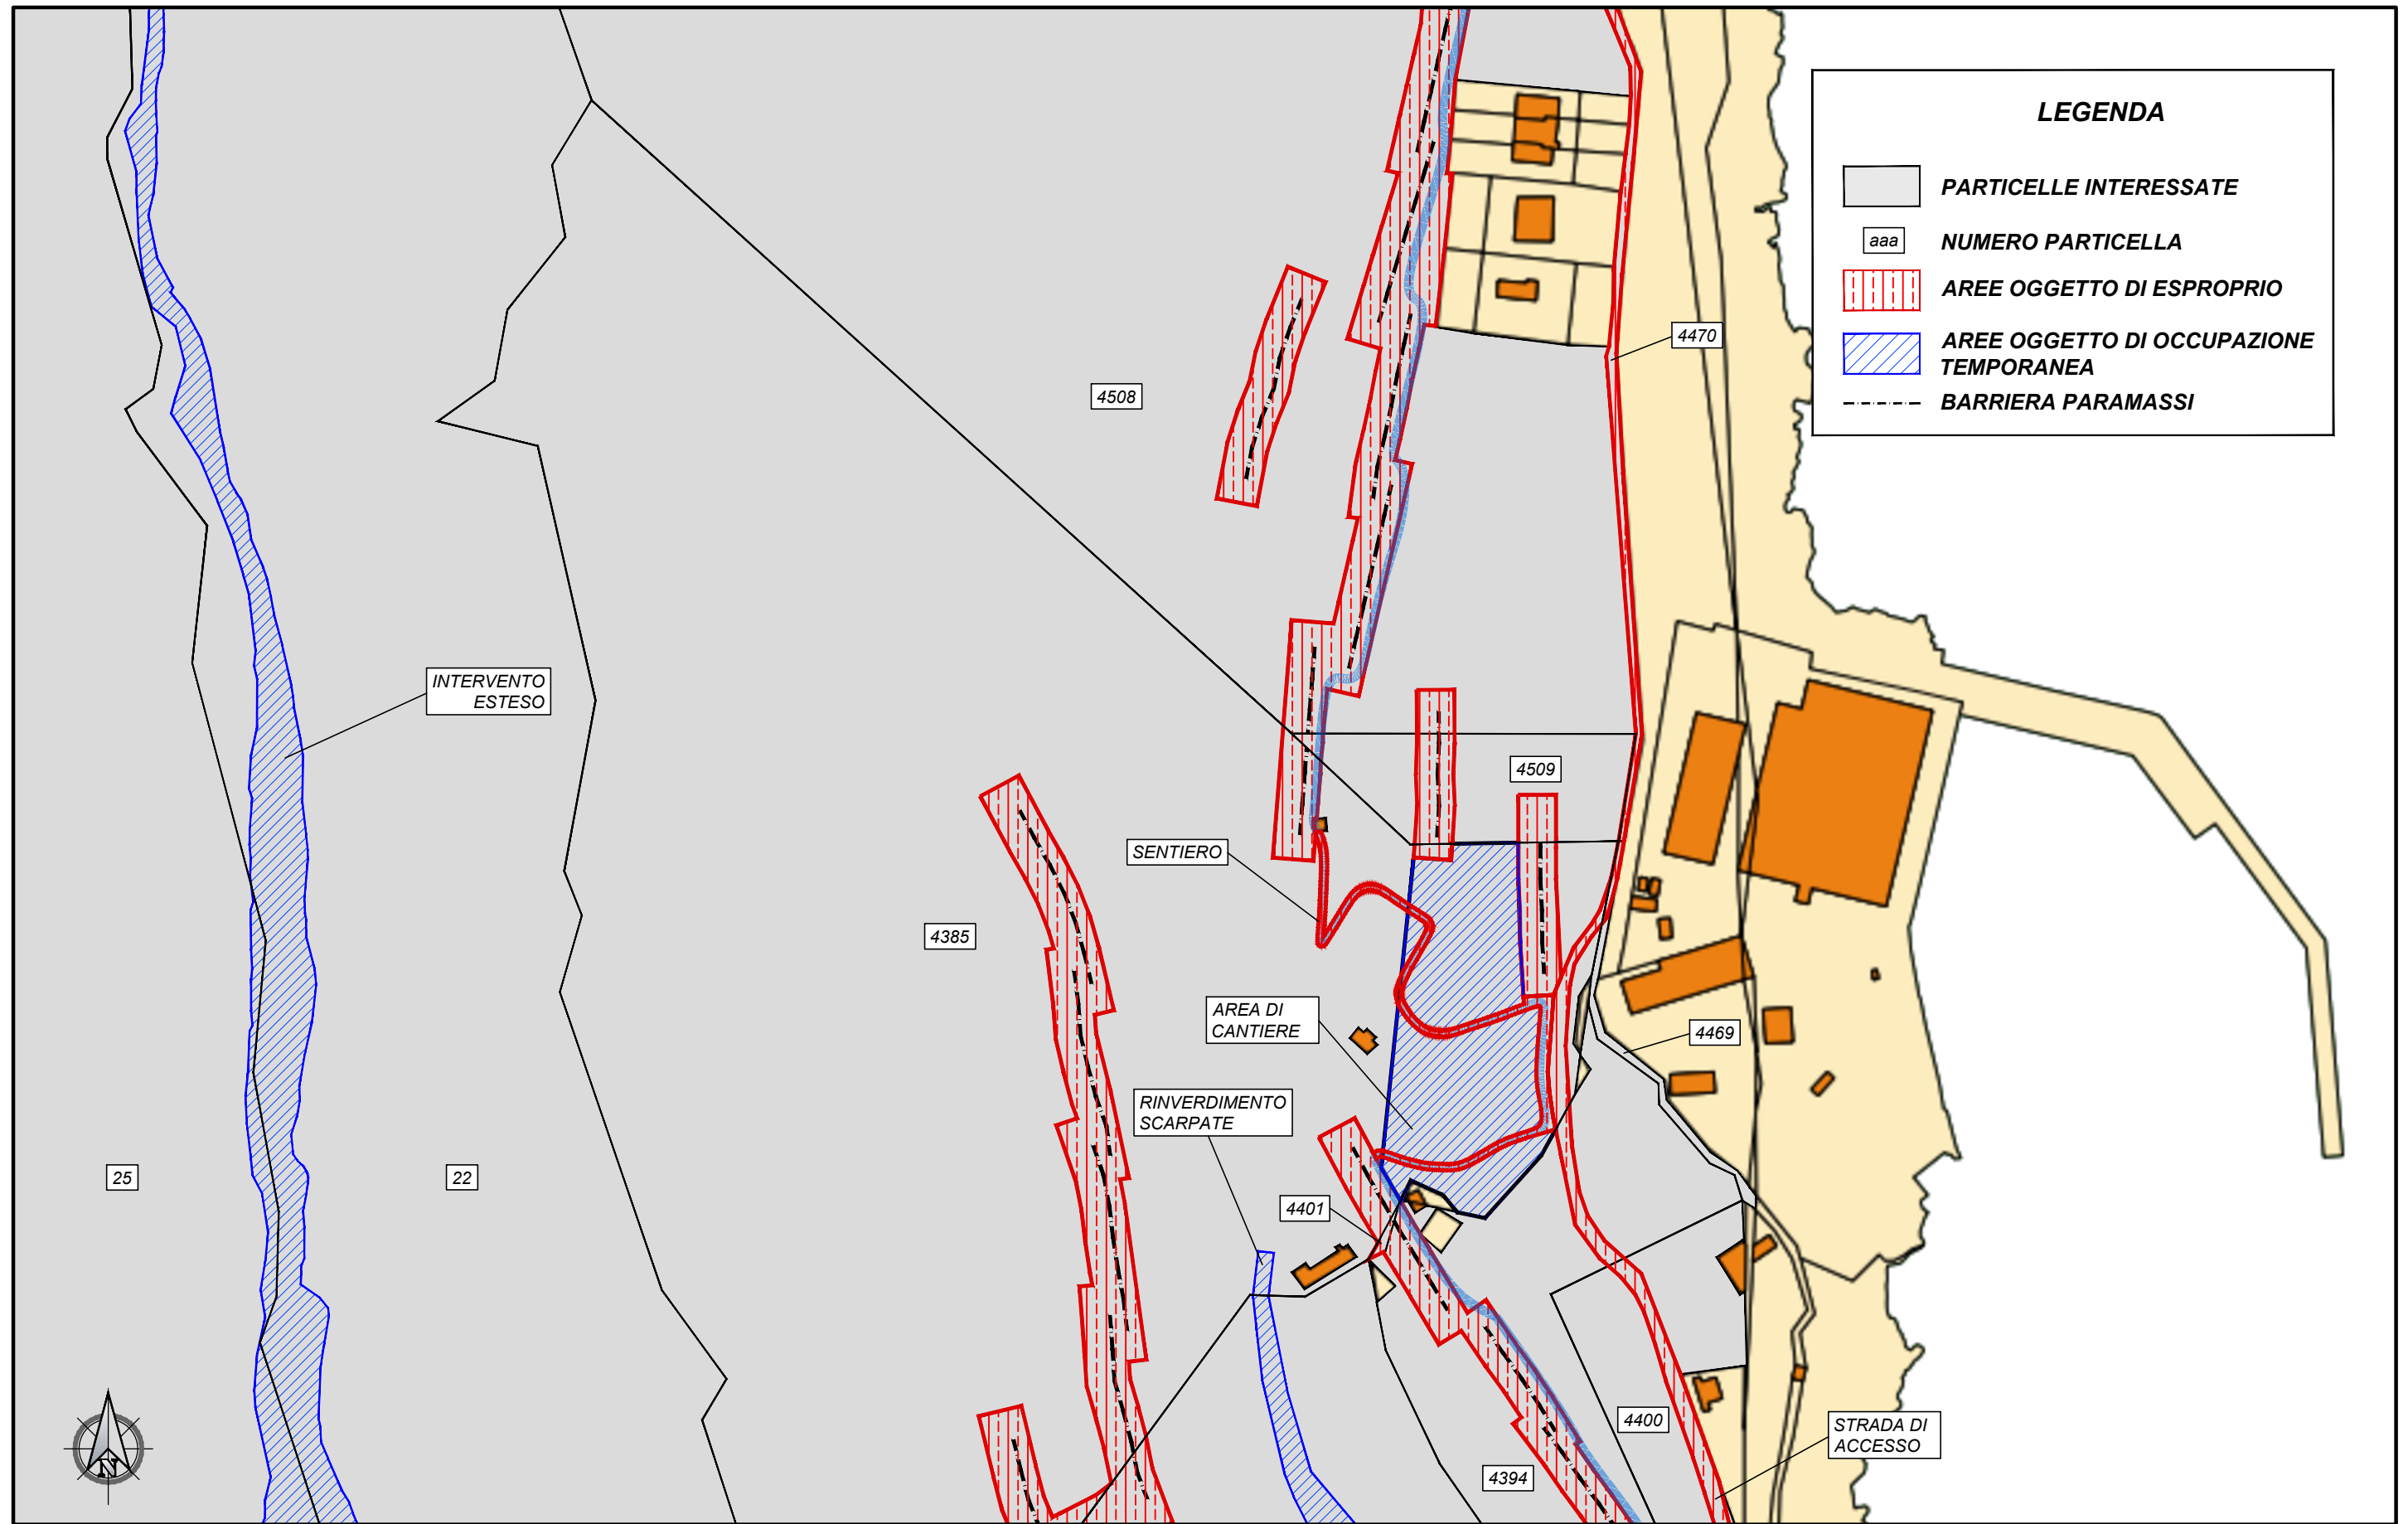 LEGENDA
PARTICELLE INTERESSATE
aaa
NUMERO PARTICELLA
AREE OGGETTO DI ESPROPRIO
AREE OGGETTO DI OCCUPAZIONE
TEMPORANEA
BARRIERA PARAMASSI
4470
4508
INTERVENTO
ESTESO
4509
SENTIERO
4385
AREA DI
CANTIERE
4469
RINVERDIMENTO
SCARPATE
25
22
4401
4400
STRADA DI
ACCESSO
4394
N